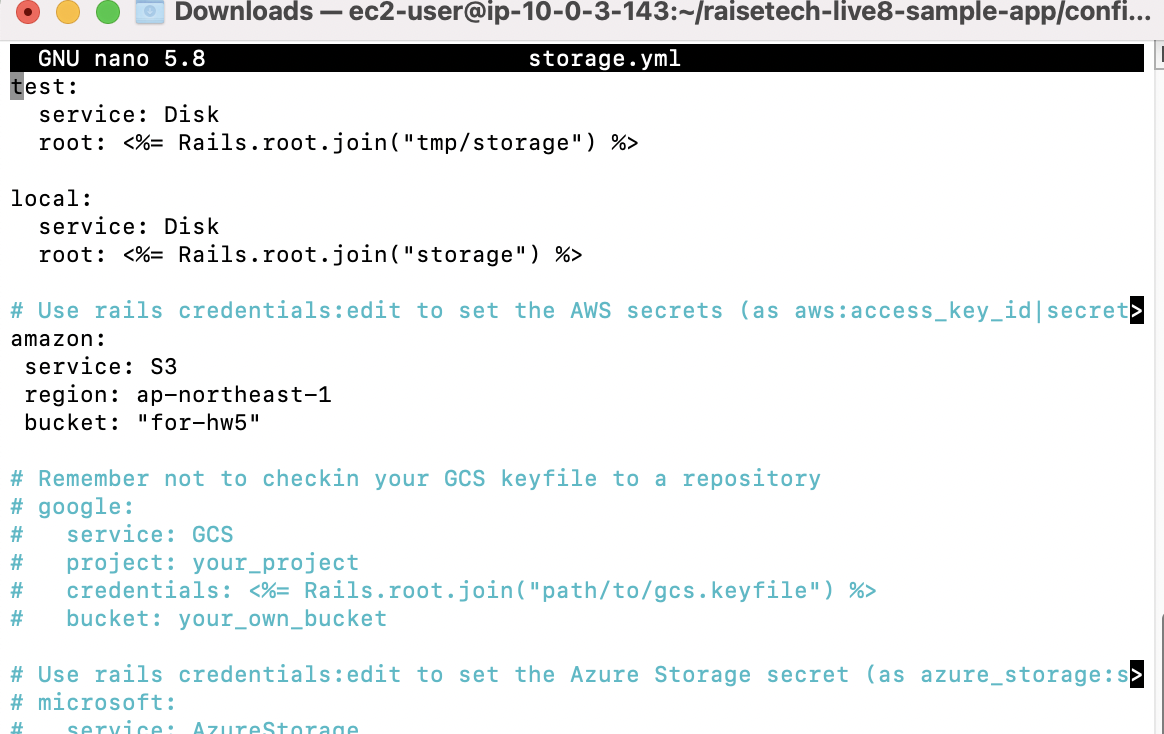 Downloads — ec2-user@ip-10-0-3-143:~/raisetech-live8-sample-app/confi...
GNU nano 5.8 storage.yml
test:
  service: Disk
  root: <%= Rails.root.join("tmp/storage") %>

local:
  service: Disk
  root: <%= Rails.root.join("storage") %>

# Use rails credentials:edit to set the AWS secrets (as aws:access_key_id|secret>
amazon:
 service: S3
 region: ap-northeast-1
 bucket: "for-hw5"

# Remember not to checkin your GCS keyfile to a repository
# google:
#   service: GCS
#   project: your_project
#   credentials: <%= Rails.root.join("path/to/gcs.keyfile") %>
#   bucket: your_own_bucket

# Use rails credentials:edit to set the Azure Storage secret (as azure_storage:s>
# microsoft:
#   service: AzureStorage